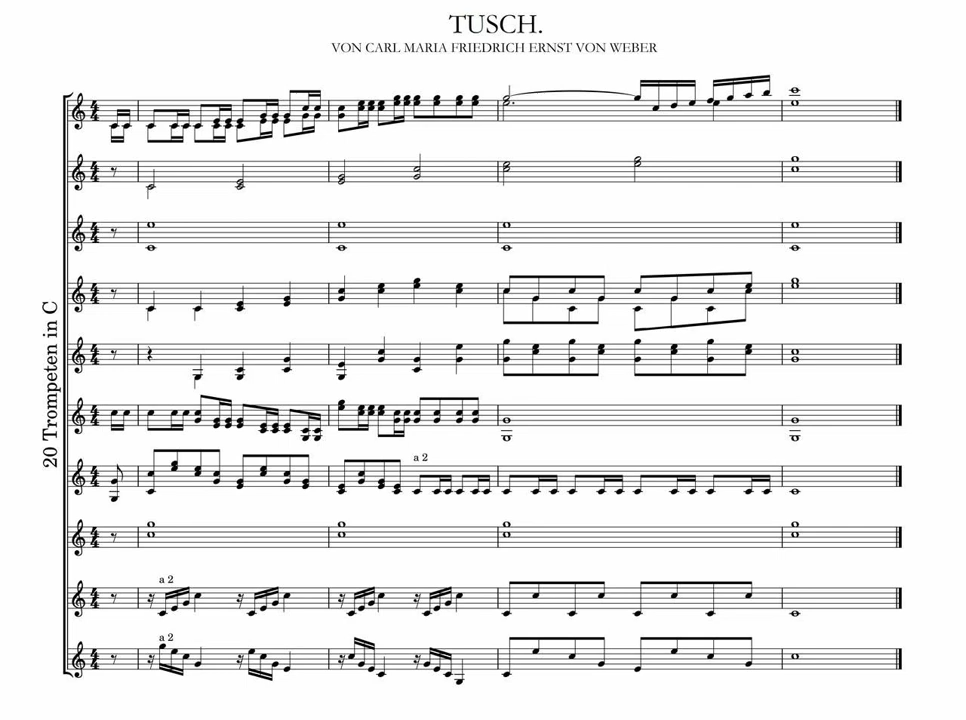 TUSCH.
VON CARL MARIA FRIEDRICH ERNST VON WEBER
20 Trompeten in C
a 2
a 2
a 2